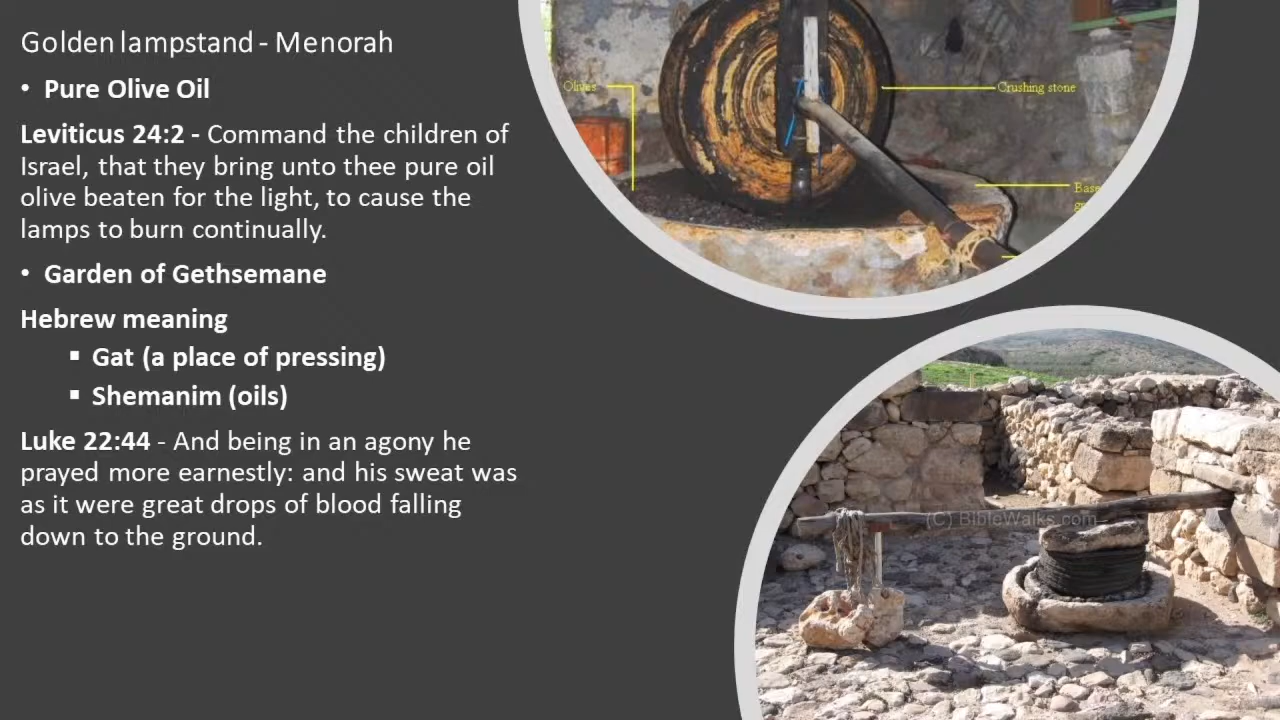 Golden lampstand - Menorah
• Pure Olive Oil
Leviticus 24:2 - Command the children of
Israel, that they bring unto thee pure oil
olive beaten for the light, to cause the
lamps to burn continually.
• Garden of Gethsemane
Hebrew meaning
▪ Gat (a place of pressing)
▪ Shemanim (oils)
Luke 22:44 - And being in an agony he
prayed more earnestly: and his sweat was
as it were great drops of blood falling
down to the ground.
Olives
Crushing stone
Base
(C) BibleWalks.com